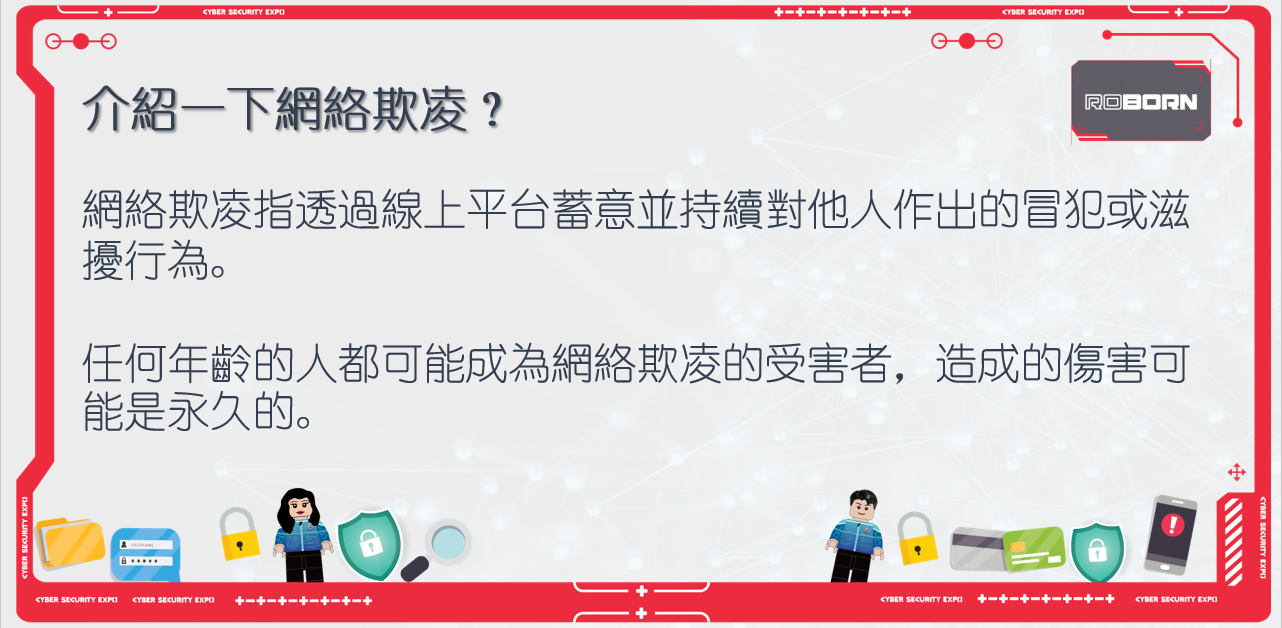 CYBER SECURITY EXPO
CYBER SECURITY EXPO
介紹一下網絡欺凌？
ROBORN
網絡欺凌指透過線上平台蓄意並持續對他人作出的冒犯或滋
擾行為。
任何年齡的人都可能成為網絡欺凌的受害者，造成的傷害可
能是永久的。
CYBER SECURITY EXPO
USERNAME
CYBER SECURITY EXPO
CYBER SECURITY EXPO
CYBER SECURITY EXPO
CYBER SECURITY EXPO
CYBER SECURITY EXPO